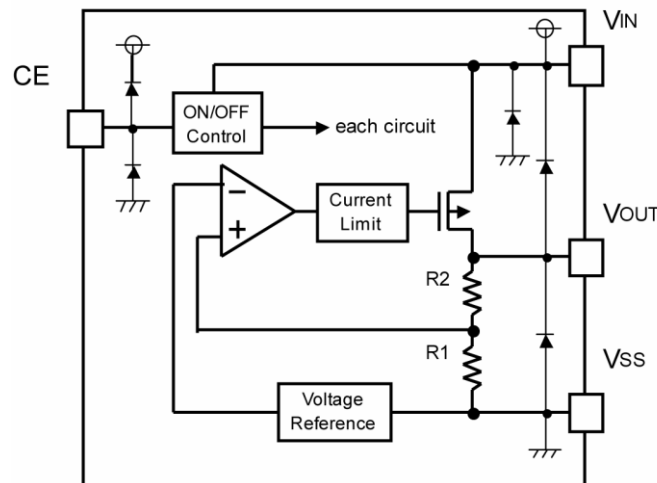 VIN
CE
ON/OFF
Control
each circuit
−
+
Current
Limit
VOUT
R2
R1
VSS
Voltage
Reference